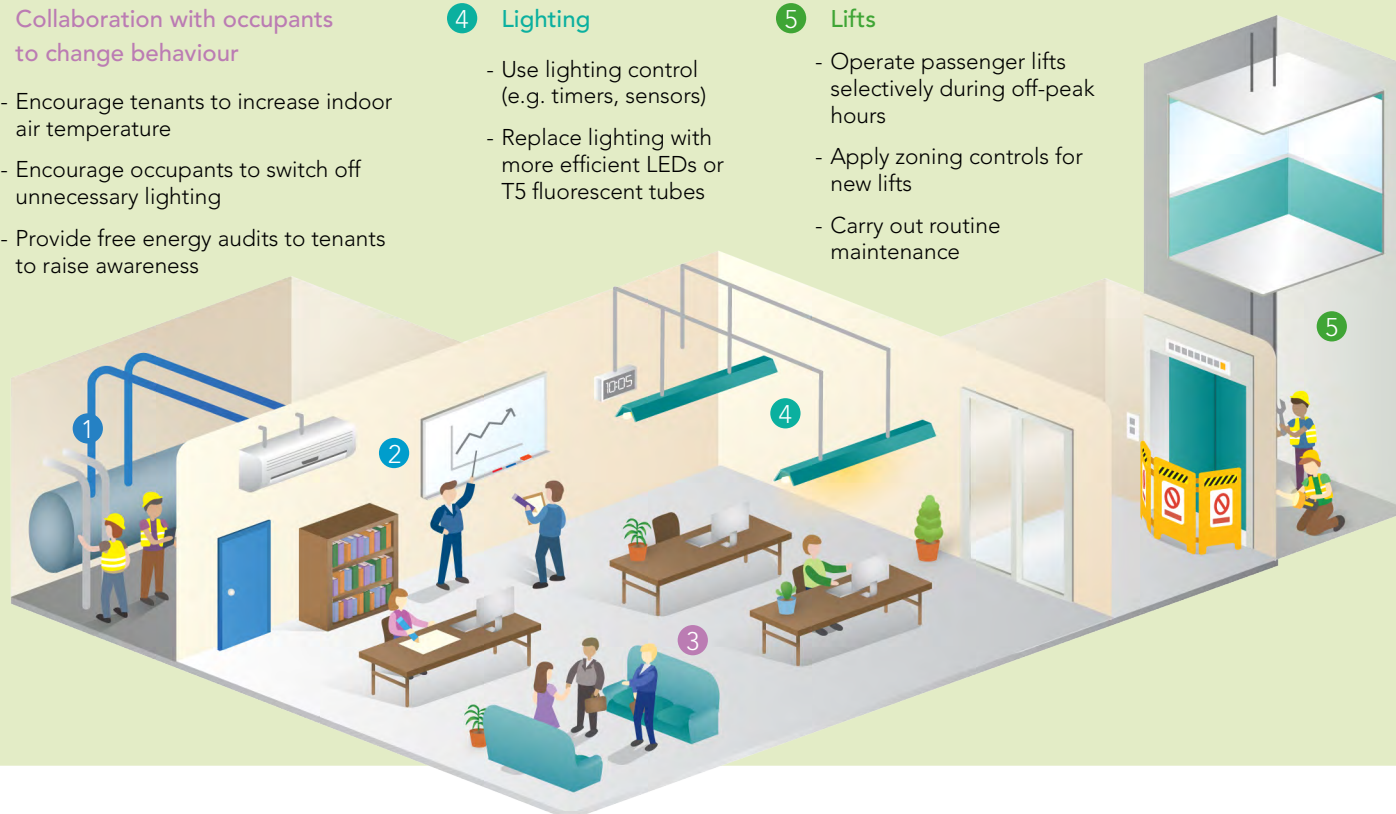 Collaboration with occupants
to change behaviour
- Encourage tenants to increase indoor
air temperature
- Encourage occupants to switch off
unnecessary lighting
- Provide free energy audits to tenants
to raise awareness
4 Lighting
- Use lighting control
(e.g. timers, sensors)
- Replace lighting with
more efficient LEDs or
T5 fluorescent tubes
5 Lifts
- Operate passenger lifts
selectively during off-peak
hours
- Apply zoning controls for
new lifts
- Carry out routine
maintenance
1
2
10:05
4
3
5